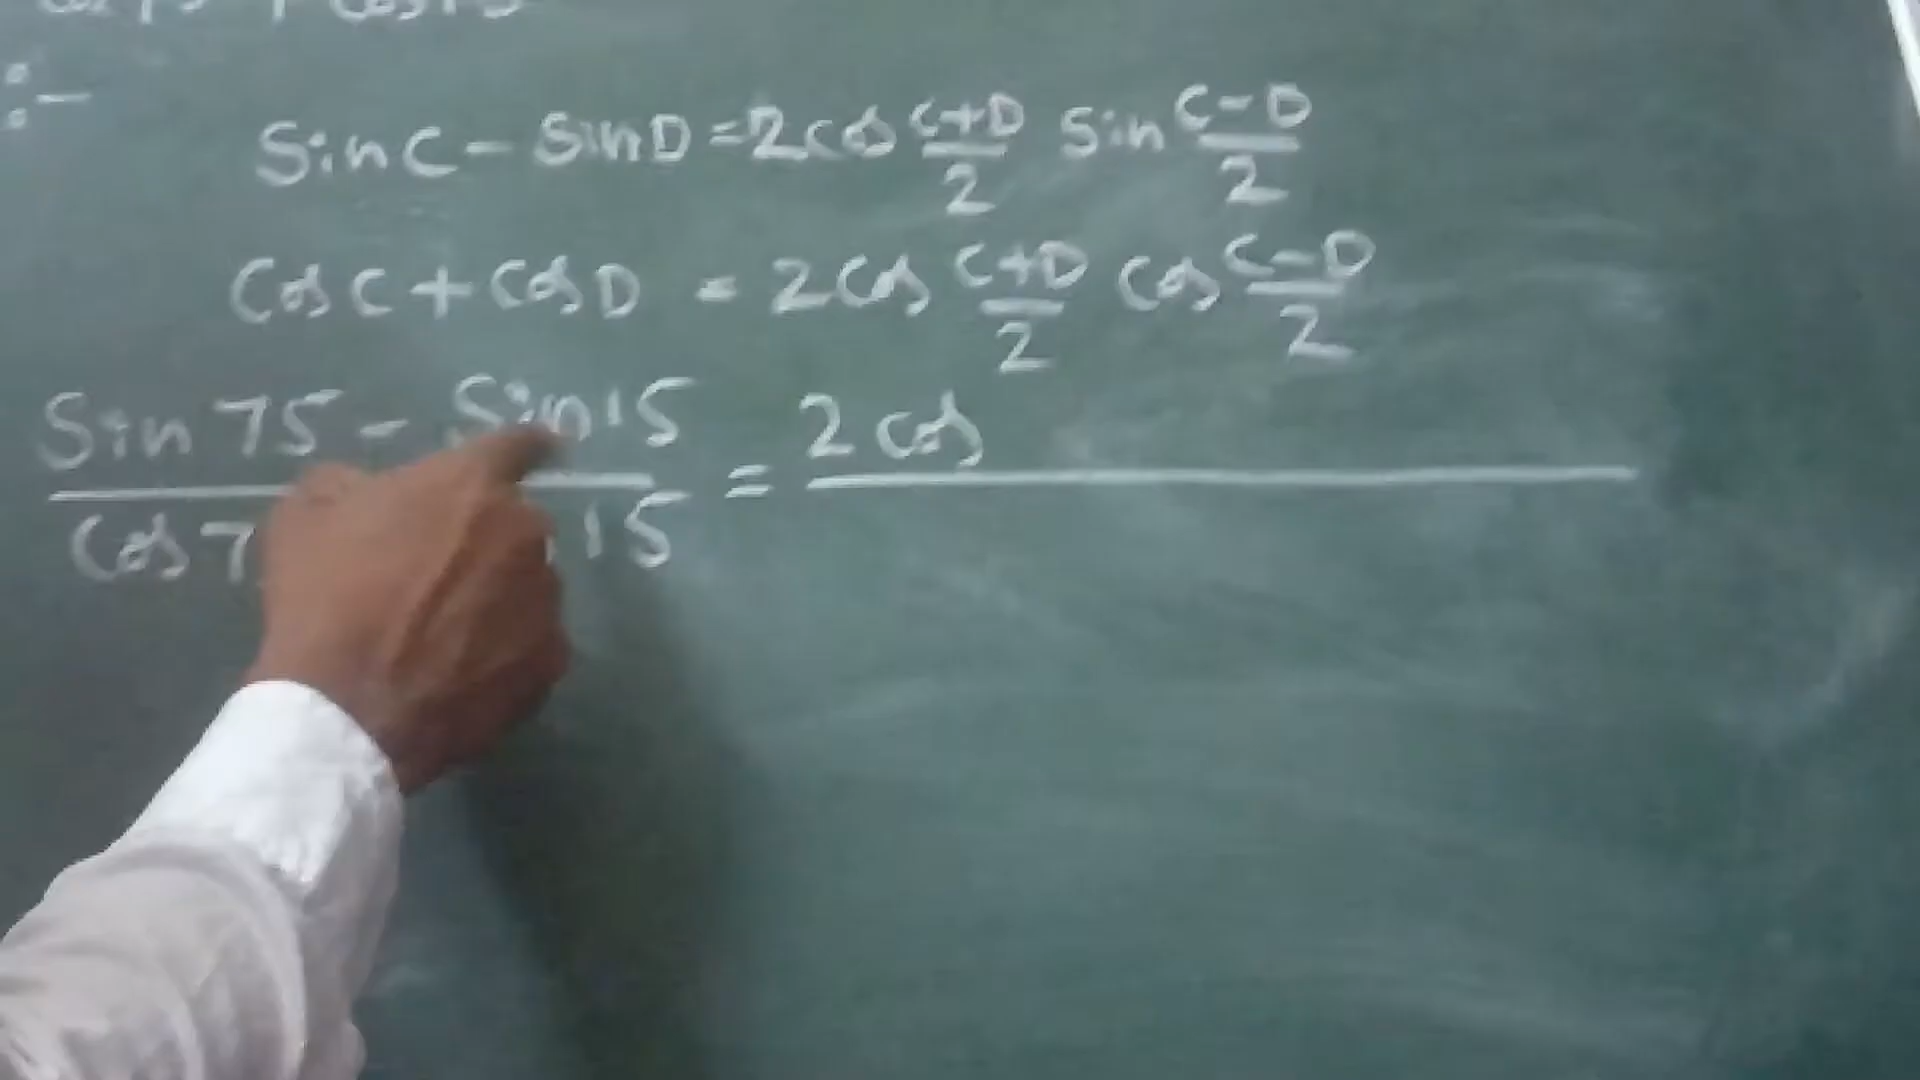 :-
Sin C - Sin D = 2 Cos C+D/2 Sin C-D/2
Cos C + Cos D = 2 Cos C+D/2 Cos C-D/2
Sin 75 - Sin 15 = 2 Cos
Cos 7 15